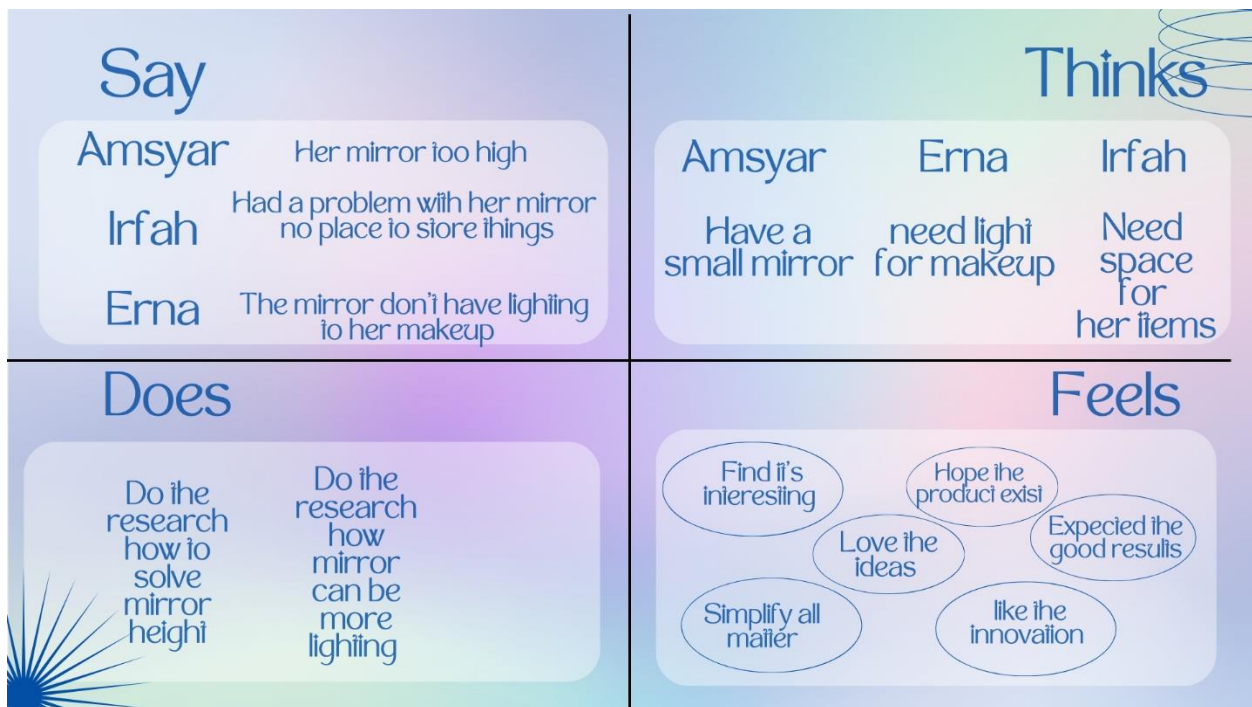 Say
Amsyar
Her mirror too high
Irfah
Had a problem with her mirror
no place to store things
Erna
The mirror don't have lighting
to her makeup
Thinks
Amsyar
Have a
small mirror
Erna
need light
for makeup
Irfah
Need
space
for
her items
Does
Do the
research
how to
solve
mirror
height
Do the
research
how
mirror
can be
more
lighting
Feels
Find it's
interesting
Hope the
product exist
Love the
ideas
Expected the
good results
Simplify all
matter
like the
innovation